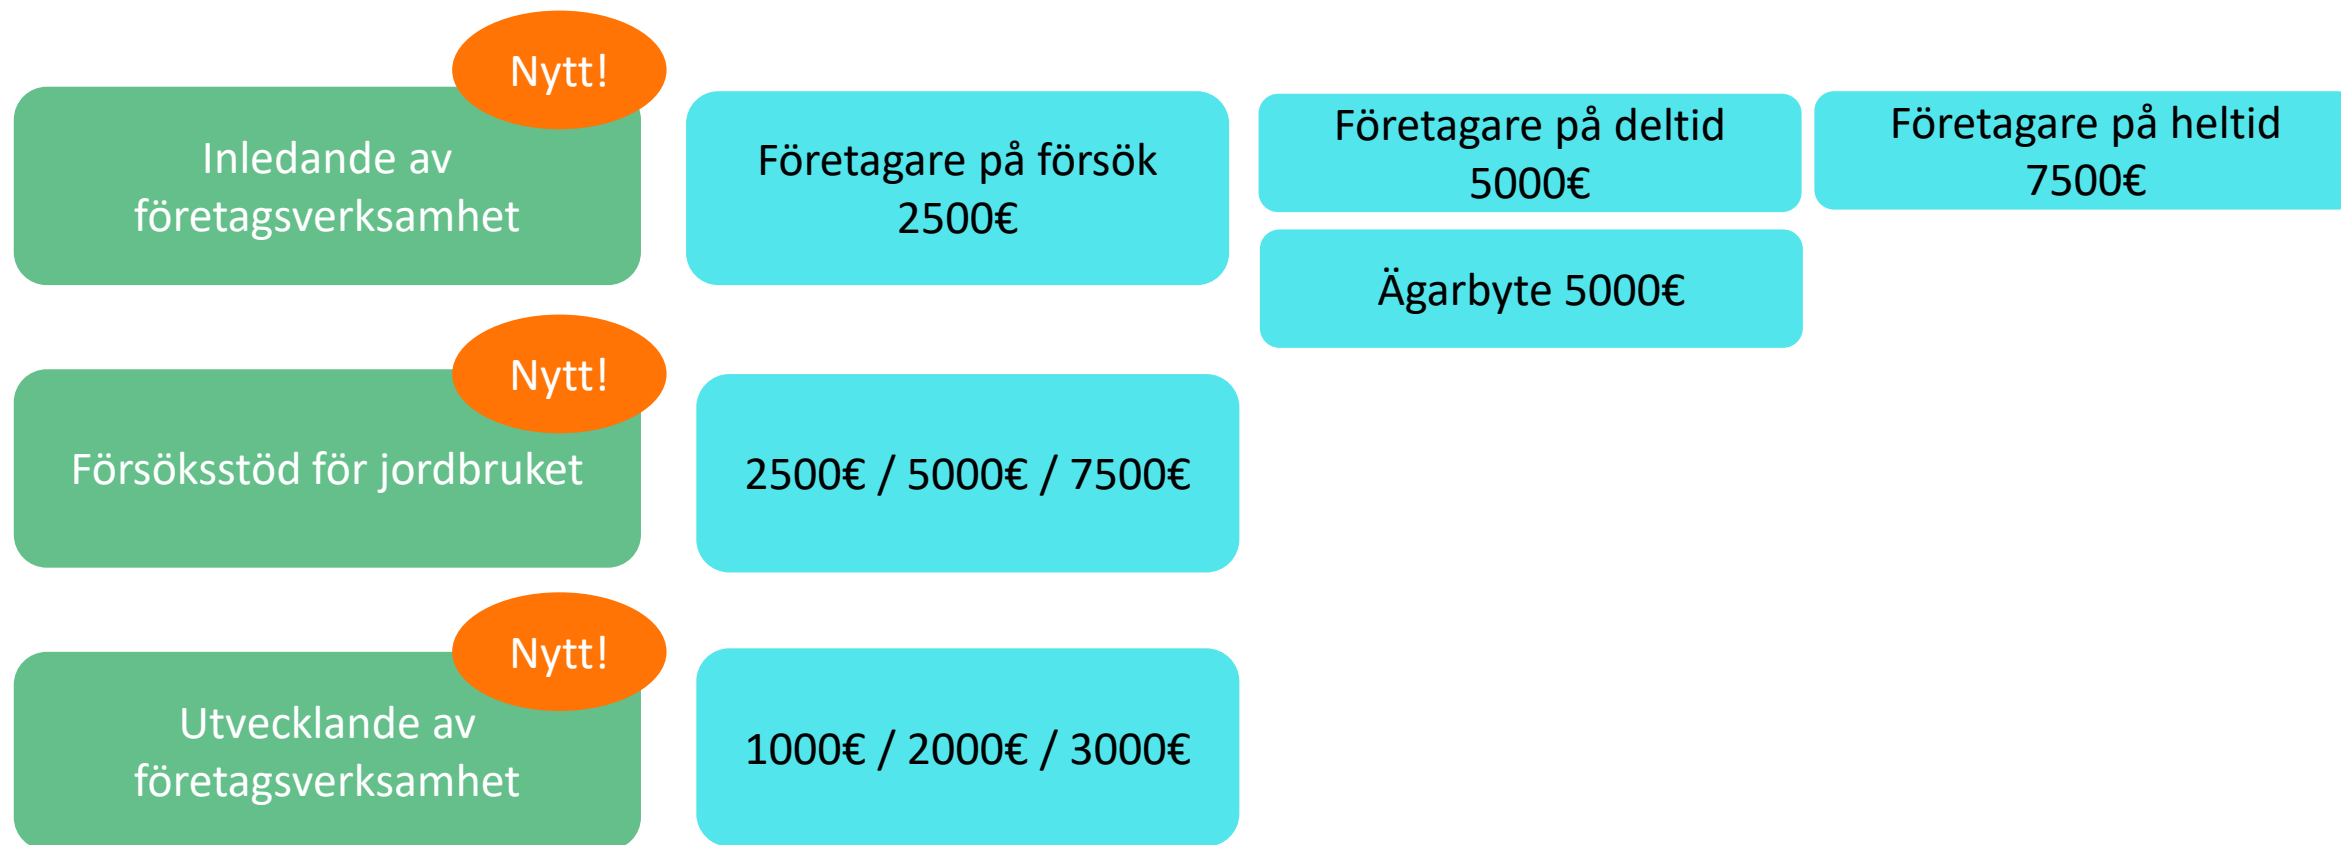 Nytt!
Inledande av
företagsverksamhet
Företagare på försök
2500€
Företagare på deltid
5000€
Företagare på heltid
7500€
Ägarbyte 5000€
Nytt!
Försöksstöd för jordbruket
2500€ / 5000€ / 7500€
Nytt!
Utvecklande av
företagsverksamhet
1000€ / 2000€ / 3000€